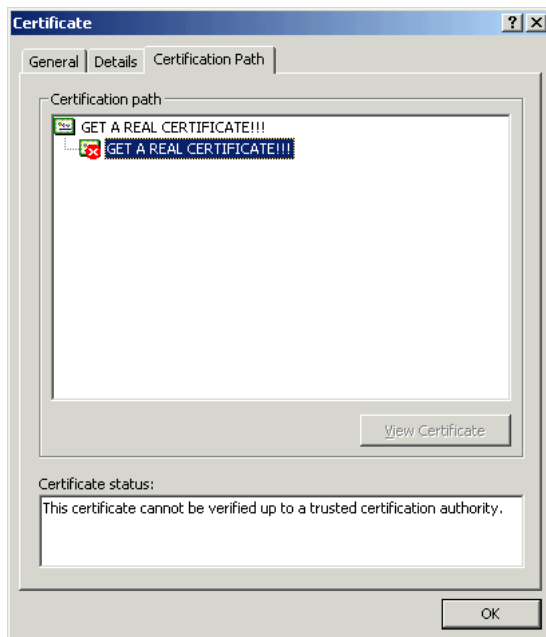 Certificate
General
Details
Certification Path
Certification path
GET A REAL CERTIFICATE!!!
GET A REAL CERTIFICATE!!!
View Certificate
Certificate status:
This certificate cannot be verified up to a trusted certification authority.
OK